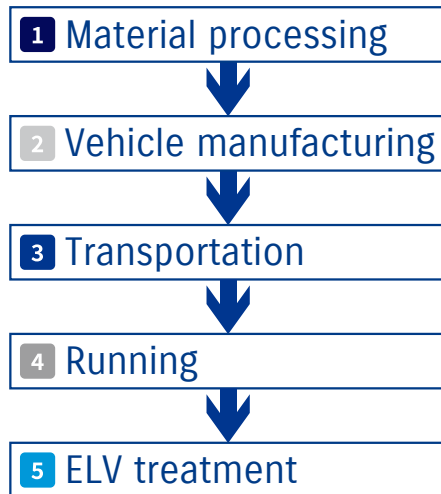 1 Material processing
2 Vehicle manufacturing
3 Transportation
4 Running
5 ELV treatment